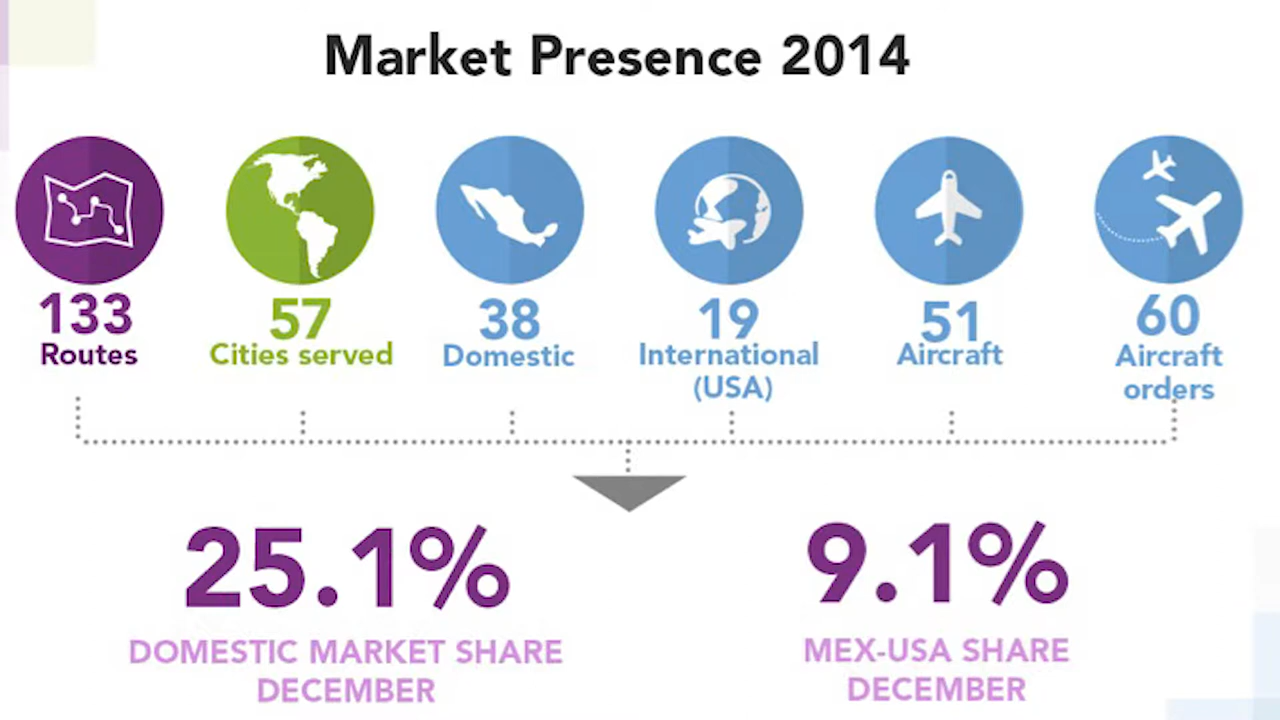 Market Presence 2014
133
Routes
57
Cities served
38
Domestic
19
International
(USA)
51
Aircraft
60
Aircraft
orders
25.1%
DOMESTIC MARKET SHARE
DECEMBER
9.1%
MEX-USA SHARE
DECEMBER